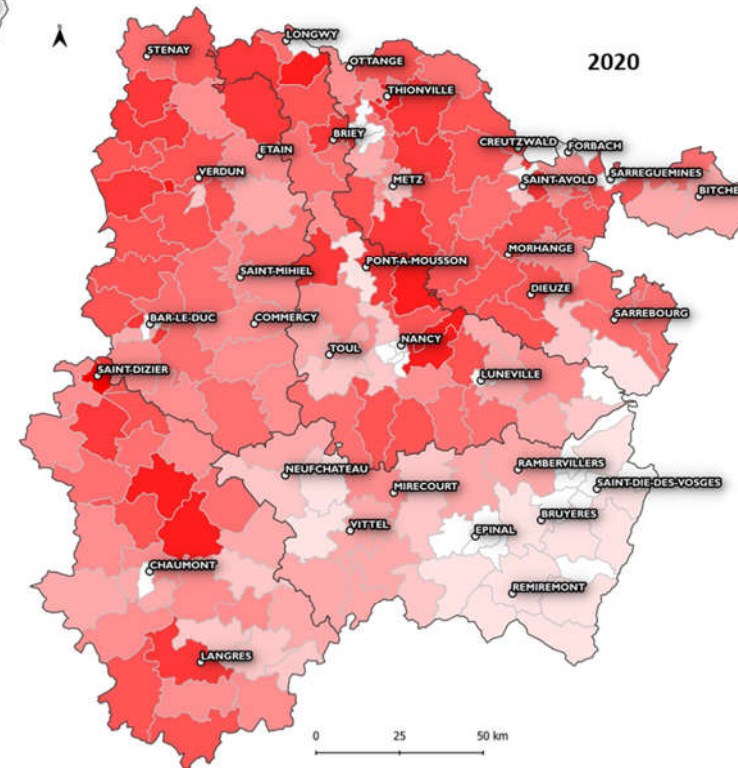 LONGWY
STENAY
2020
OTTANGE
THIONVILLE
BRIEY
CREUTZWALD
FORBACH
ETAIN
VERDUN
METZ
SAINT-AVOLD
SARREGUEMINES
BITCHE
MORHANGE
PONT-A-MOUSSON
SAINT-MIHIEL
DIEUZE
BAR-LE-DUC
COMMERCY
SARREBOURG
TOUL
NANCY
SAINT-DIZIER
LUNEVILLE
NEUFCHATEAU
RAMBERVILLERS
MIRECOURT
SAINT-DIE-DES-VOSGES
BRUYERES
VITTEL
EPINAL
CHAUMONT
REMIREMONT
LANGRES
0 25 50 km